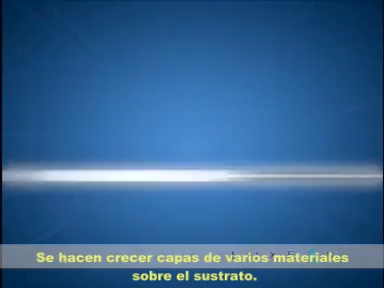 Se hacen crecer capas de varios materiales
sobre el sustrato.